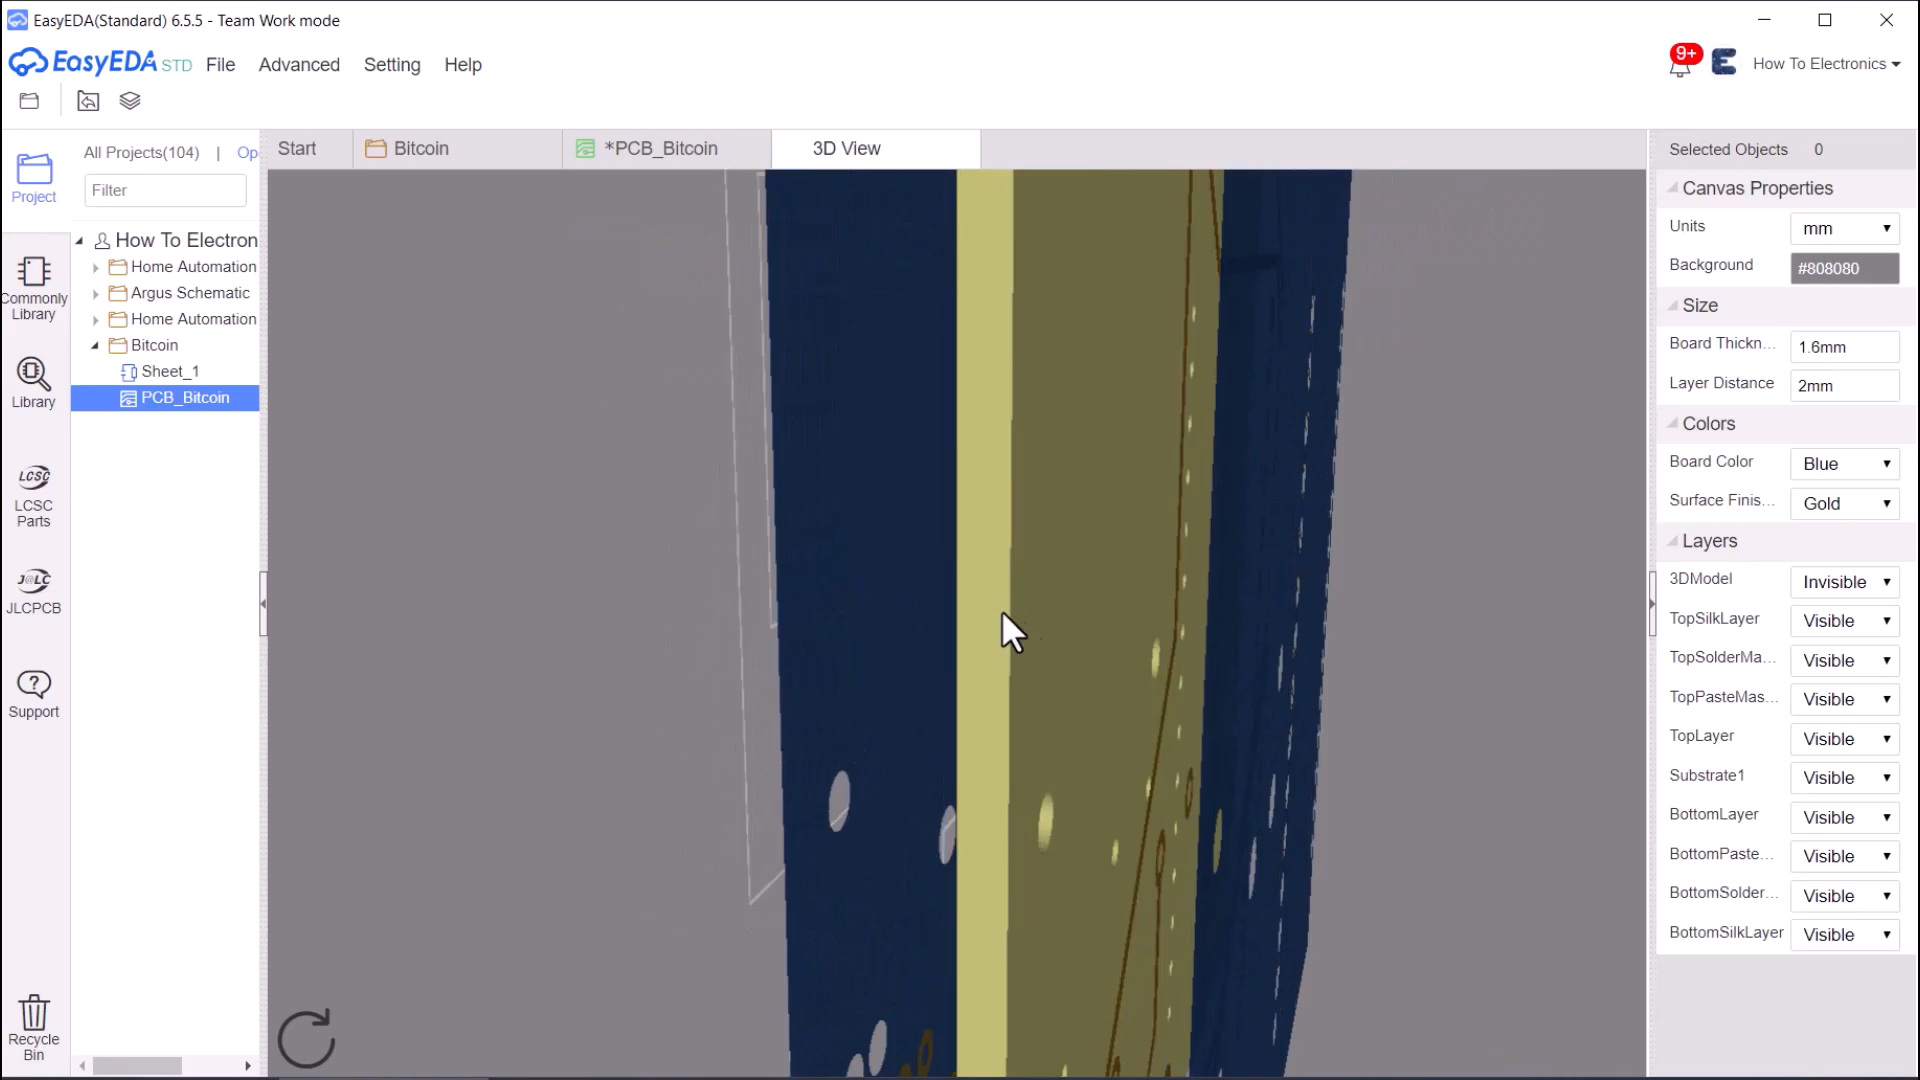 EasyEDA(Standard) 6.5.5 - Team Work mode
EasyEDA STD File Advanced Setting Help
9+
How To Electronics
All Projects(104) | Op
Filter
Project
Commonly Library
Library
LCSC
LCSC Parts
J@LC
JLCPCB
?
Support
Recycle Bin
How To Electron
Home Automation
Argus Schematic
Home Automation
Bitcoin
Sheet_1
PCB_Bitcoin
Start
Bitcoin
*PCB_Bitcoin
3D View
Selected Objects 0
Canvas Properties
Units mm
Background #808080
Size
Board Thickn... 1.6mm
Layer Distance 2mm
Colors
Board Color Blue
Surface Finis... Gold
Layers
3DModel Invisible
TopSilkLayer Visible
TopSolderMa... Visible
TopPasteMas... Visible
TopLayer Visible
Substrate1 Visible
BottomLayer Visible
BottomPaste... Visible
BottomSolder... Visible
BottomSilkLayer Visible